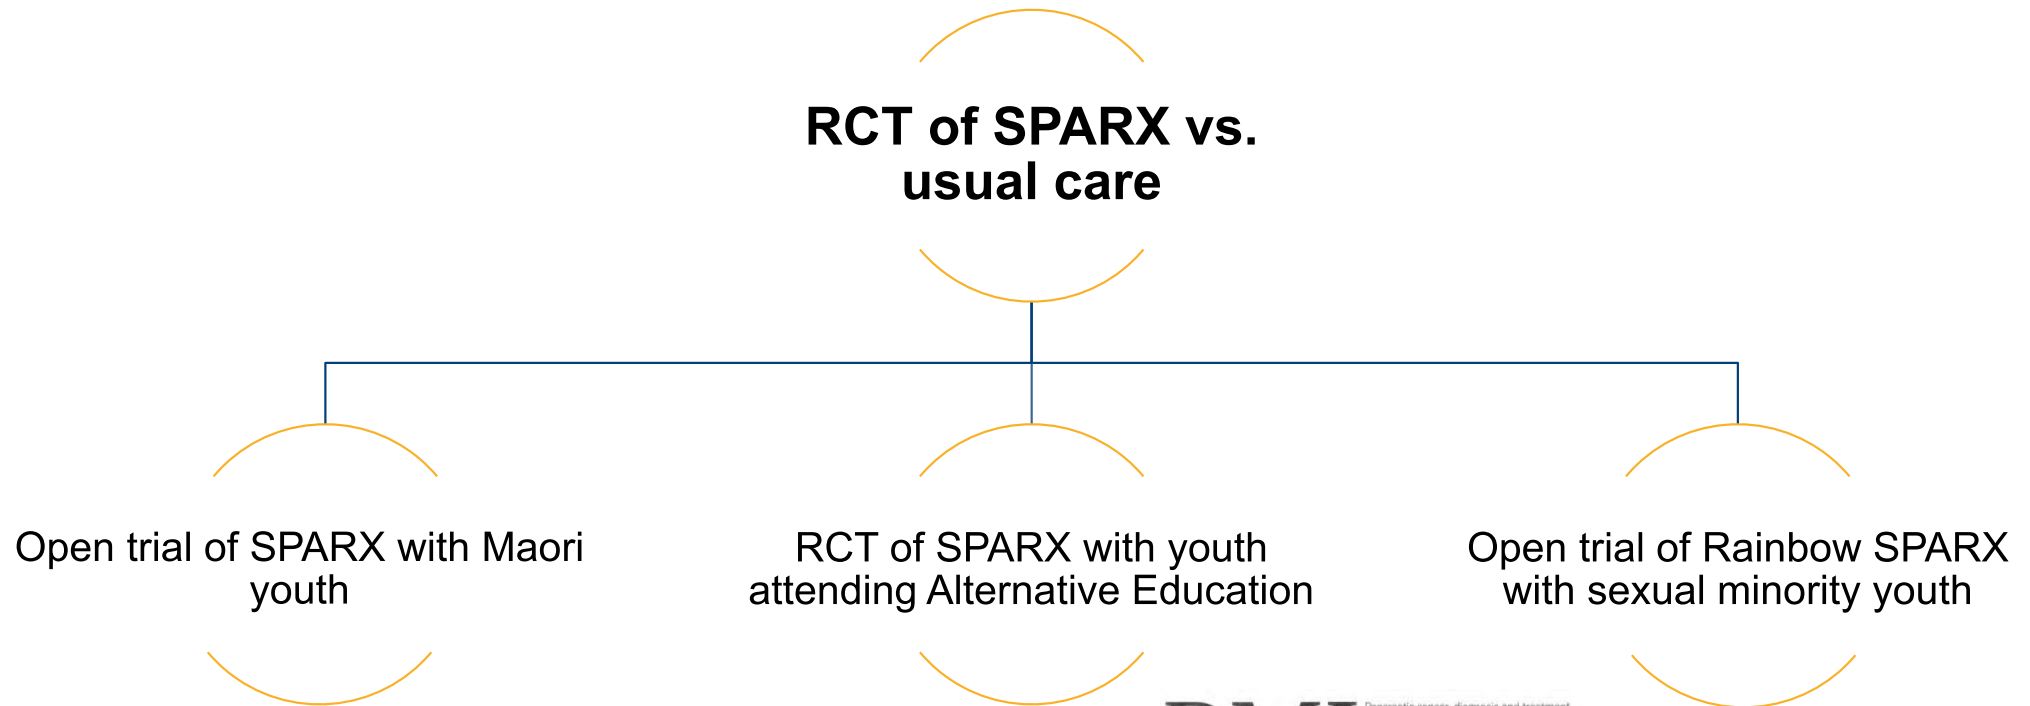 RCT of SPARX vs.
usual care
Open trial of SPARX with Maori
youth
RCT of SPARX with youth
attending Alternative Education
Open trial of Rainbow SPARX
with sexual minority youth